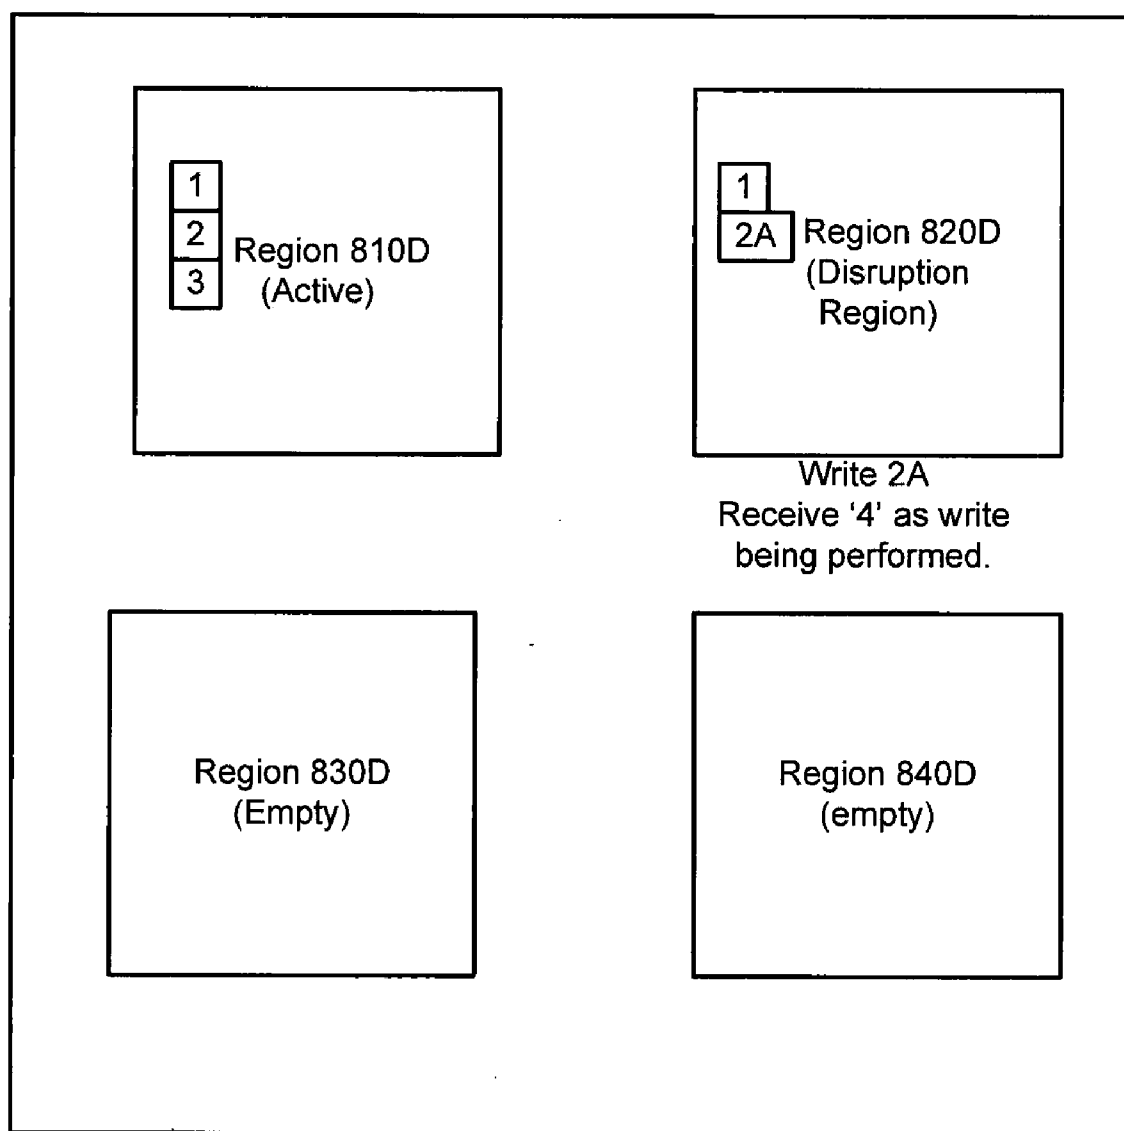 1
2
3
Region 810D
(Active)
1
2A
Region 820D
(Disruption
Region)
Write 2A
Receive ‘4’ as write
being performed.
Region 830D
(Empty)
Region 840D
(empty)